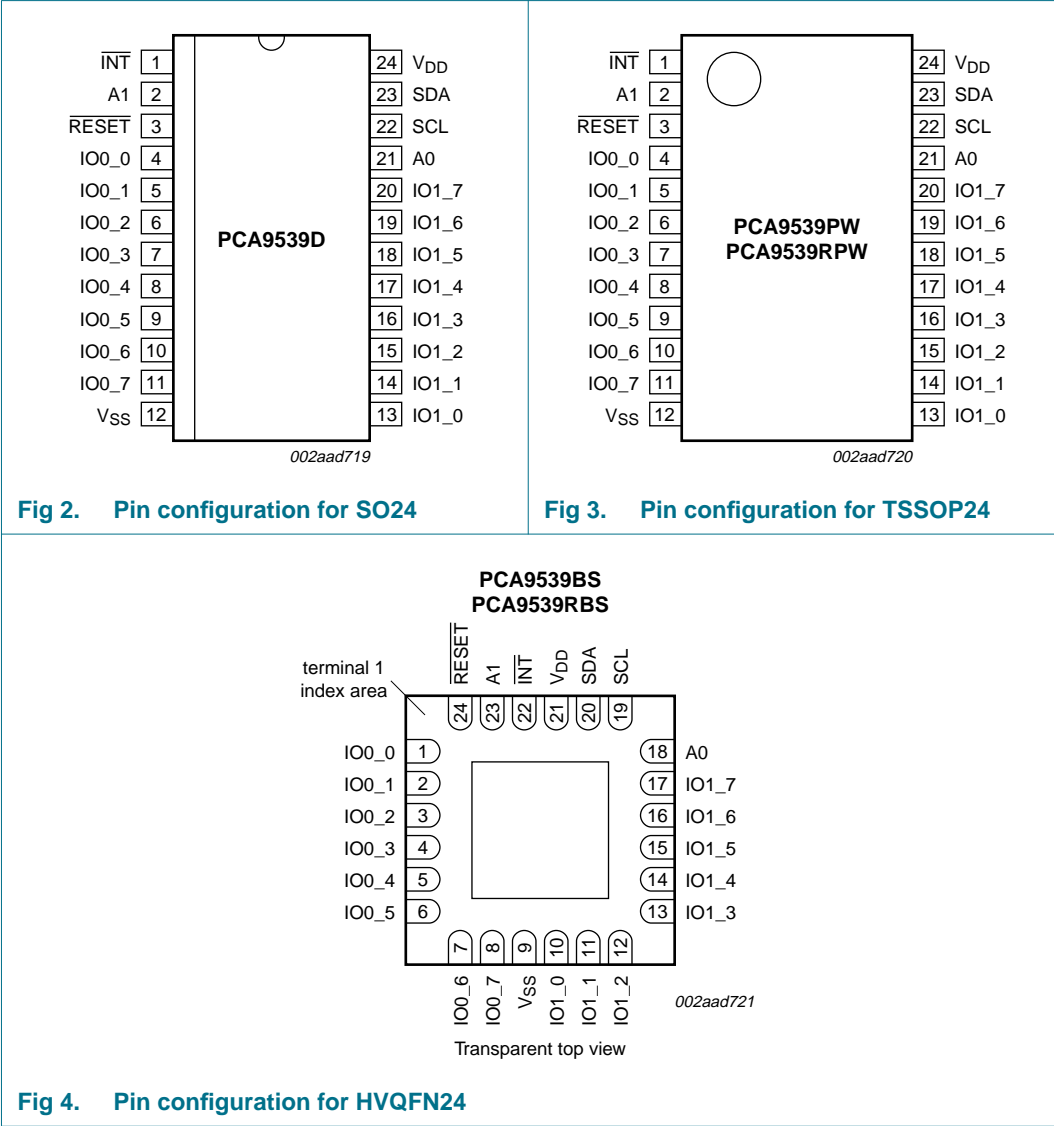 INT 1
A1 2
RESET 3
IO0_0 4
IO0_1 5
IO0_2 6
IO0_3 7
IO0_4 8
IO0_5 9
IO0_6 10
IO0_7 11
VSS 12
PCA9539D
24 VDD
23 SDA
22 SCL
21 A0
20 IO1_7
19 IO1_6
18 IO1_5
17 IO1_4
16 IO1_3
15 IO1_2
14 IO1_1
13 IO1_0
002aad719
Fig 2. Pin configuration for SO24
INT 1
A1 2
RESET 3
IO0_0 4
IO0_1 5
IO0_2 6
IO0_3 7
IO0_4 8
IO0_5 9
IO0_6 10
IO0_7 11
VSS 12
PCA9539PW
PCA9539RPW
24 VDD
23 SDA
22 SCL
21 A0
20 IO1_7
19 IO1_6
18 IO1_5
17 IO1_4
16 IO1_3
15 IO1_2
14 IO1_1
13 IO1_0
002aad720
Fig 3. Pin configuration for TSSOP24
PCA9539BS
PCA9539RBS
terminal 1
index area
RESET
A1
INT
VDD
SDA
SCL
24
23
22
21
20
19
IO0_0 1
IO0_1 2
IO0_2 3
IO0_3 4
IO0_4 5
IO0_5 6
18 A0
17 IO1_7
16 IO1_6
15 IO1_5
14 IO1_4
13 IO1_3
7
8
9
10
11
12
IO0_6
IO0_7
VSS
IO1_0
IO1_1
IO1_2
002aad721
Transparent top view
Fig 4. Pin configuration for HVQFN24